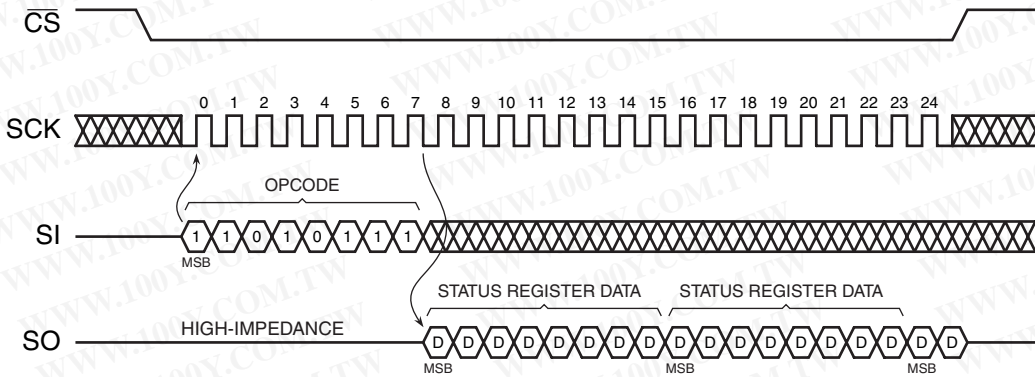 CS
0 1 2 3 4 5 6 7 8 9 10 11 12 13 14 15 16 17 18 19 20 21 22 23 24
SCK
OPCODE
SI 1 1 0 1 0 1 1 1
MSB
STATUS REGISTER DATA STATUS REGISTER DATA
HIGH-IMPEDANCE
SO D D D D D D D D D D D D D D D D D D
MSB MSB MSB
WWW.100Y.COM.TW